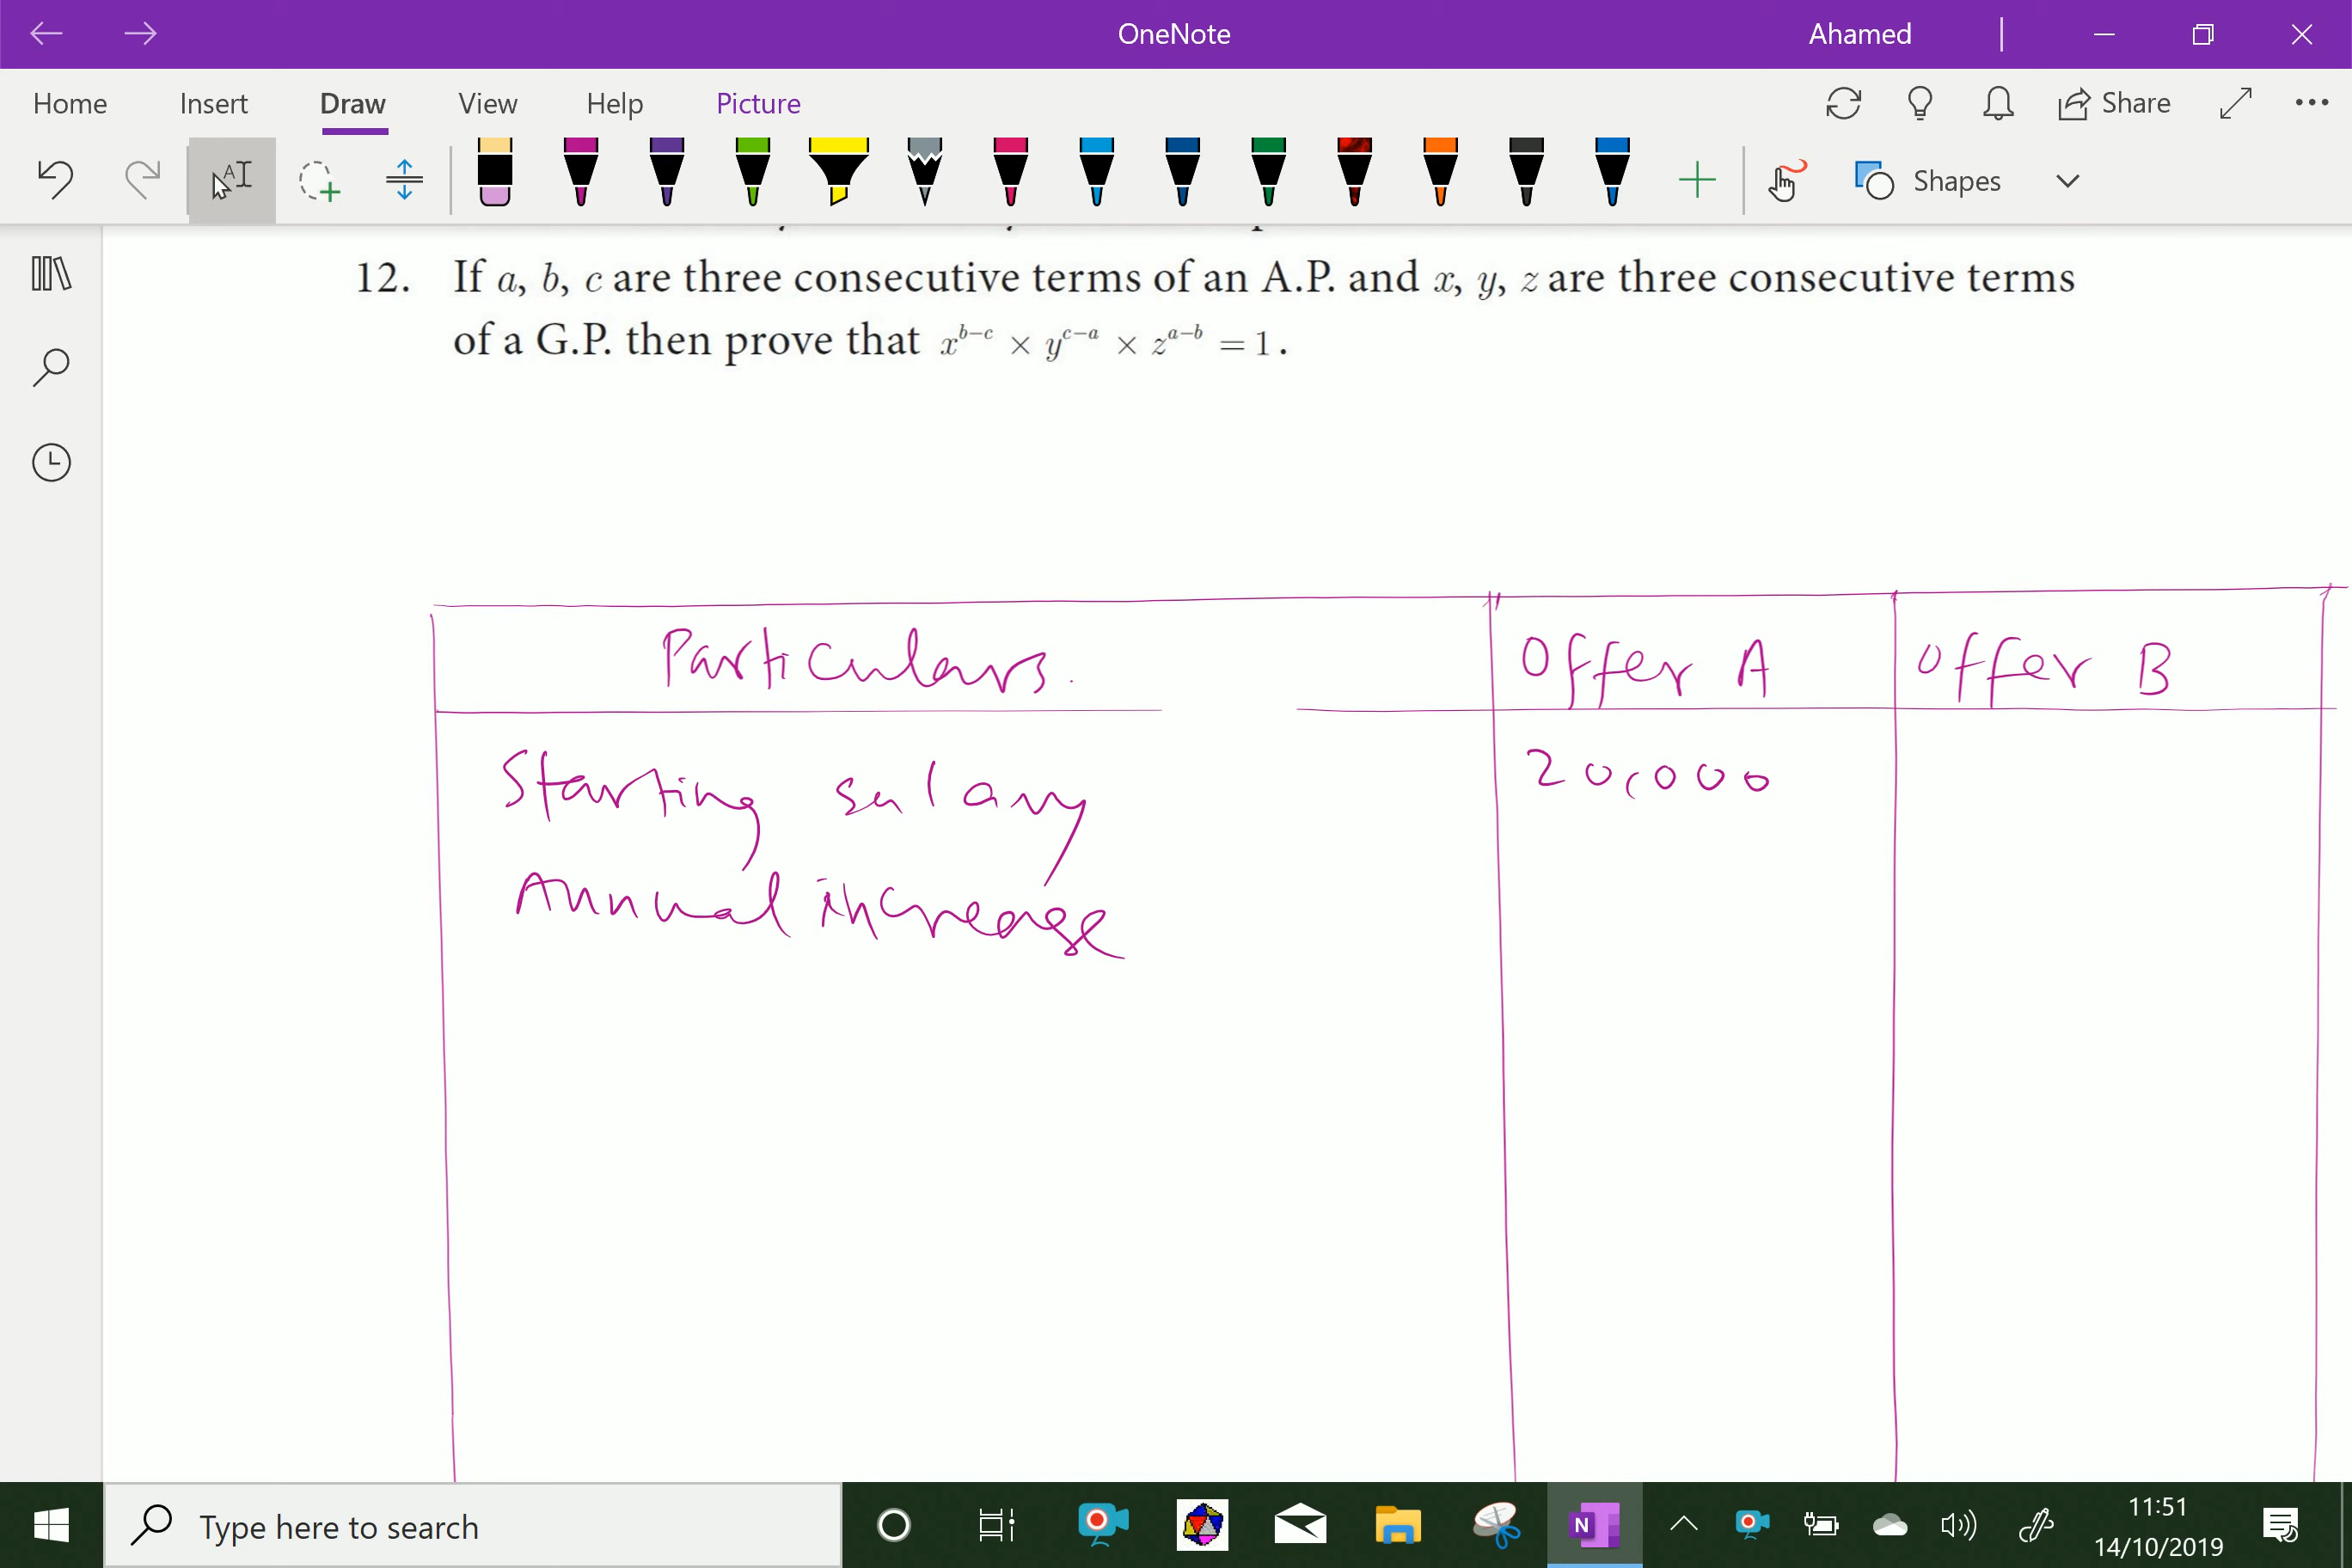 OneNote
Ahamed
Home Insert Draw View Help Picture
Share
Shapes
12. If a, b, c are three consecutive terms of an A.P. and x, y, z are three consecutive terms
of a G.P. then prove that x^{b−c} × y^{c−a} × z^{a−b} = 1.
Particulars. Offer A Offer B
Starting salary 20,000
Annual increase
Type here to search
N
11:51
14/10/2019